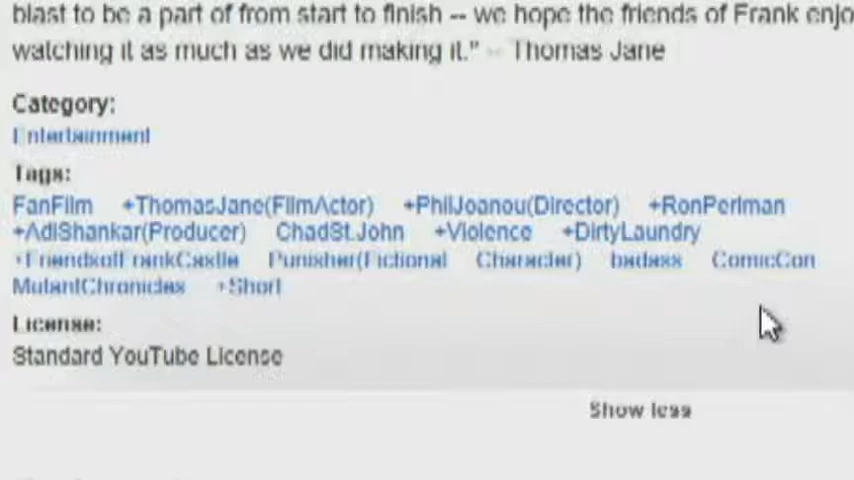 blast to be a part of from start to finish -- we hope the friends of Frank enjo
watching it as much as we did making it." -- Thomas Jane
Category:
Entertainment
Tags:
FanFilm +ThomasJane(FilmActor) +PhilJoanou(Director) +RonPerlman
+AdiShankar(Producer) ChadSt.John +Violence +DirtyLaundry
+FriendsofFrankCastle Punisher(Fictional Character) badass ComicCon
MutantChronicles +Short
License:
Standard YouTube License
Show less